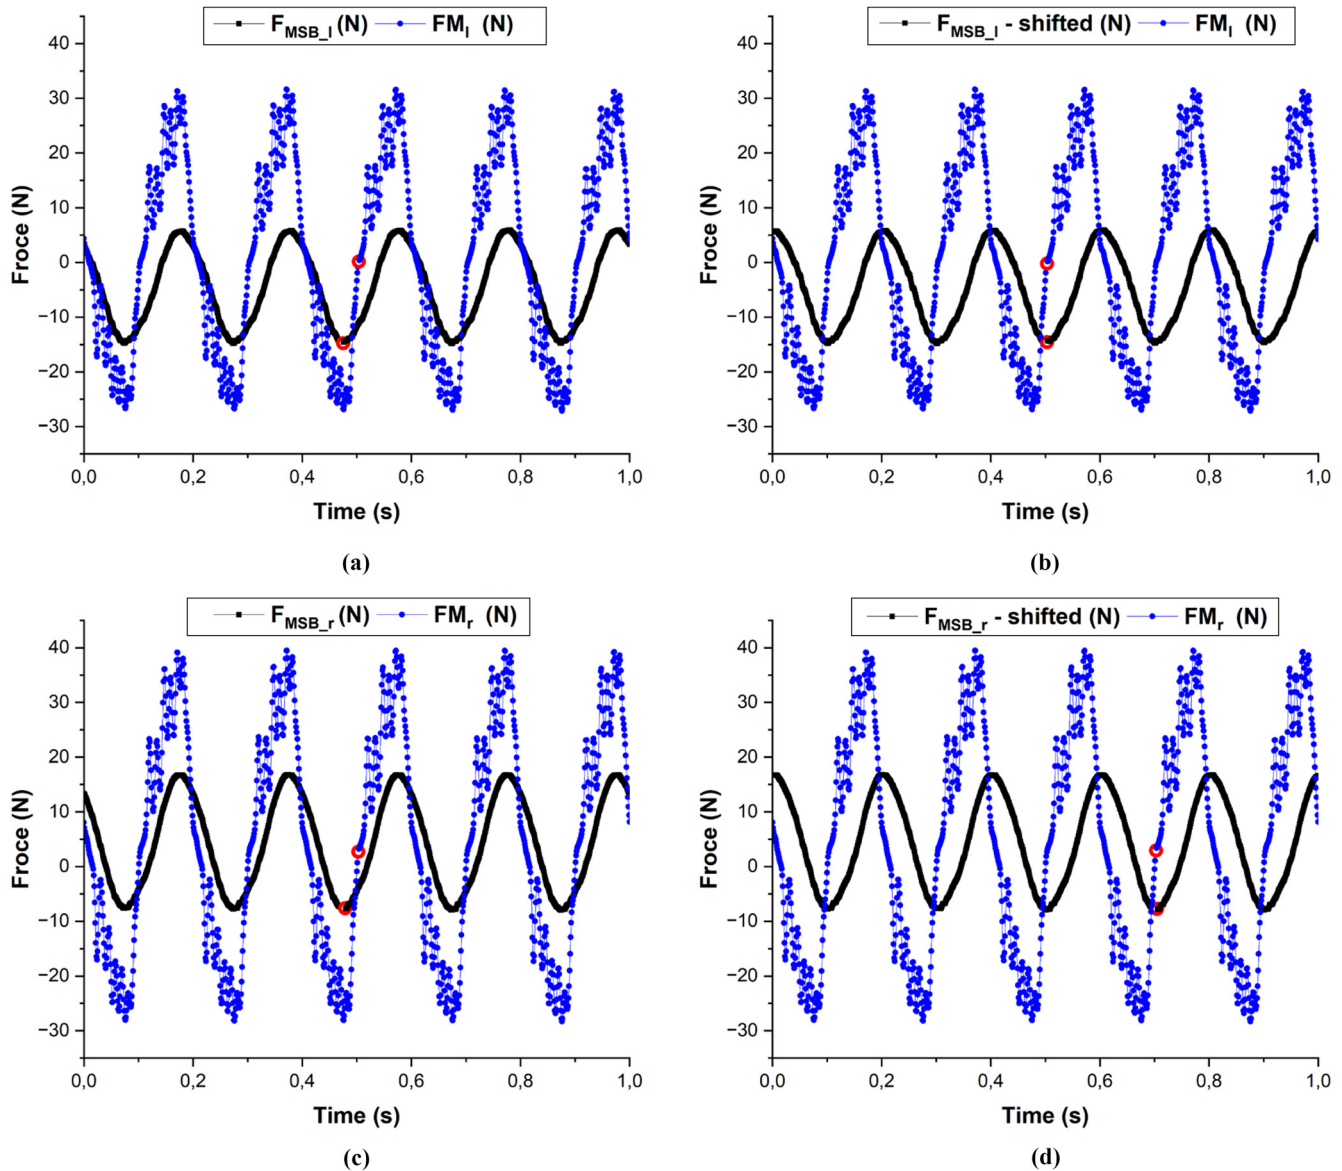 F_MSB_l (N) FM_l (N)
F_MSB_l - shifted (N) FM_l (N)
Froce (N)
40
30
20
10
0
−10
−20
−30
0,0 0,2 0,4 0,6 0,8 1,0
Time (s)
(a)
Froce (N)
40
30
20
10
0
−10
−20
−30
0,0 0,2 0,4 0,6 0,8 1,0
Time (s)
(b)
F_MSB_r (N) FM_r (N)
F_MSB_r - shifted (N) FM_r (N)
Froce (N)
40
30
20
10
0
−10
−20
−30
0,0 0,2 0,4 0,6 0,8 1,0
Time (s)
(c)
Froce (N)
40
30
20
10
0
−10
−20
−30
0,0 0,2 0,4 0,6 0,8 1,0
Time (s)
(d)